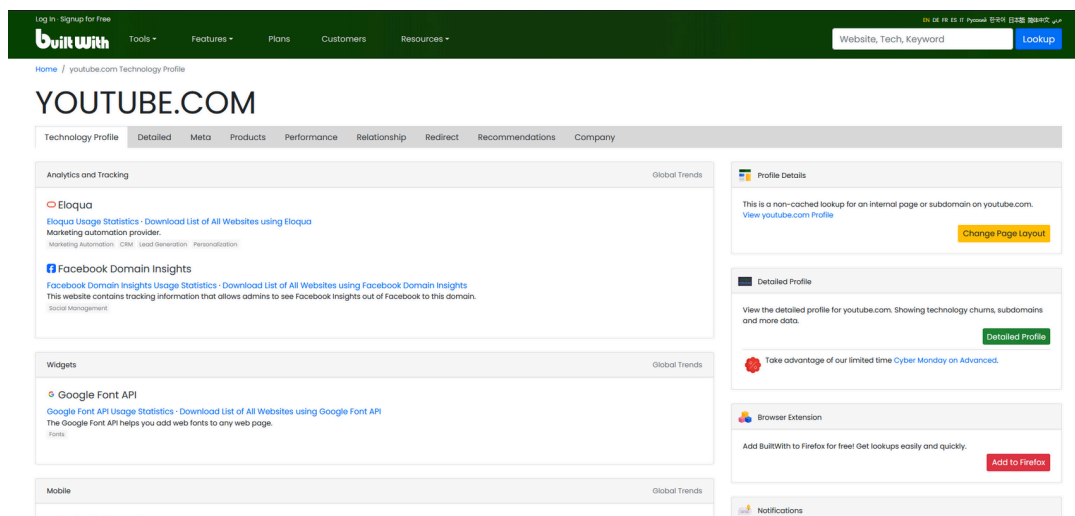 Log In · Signup for Free
EN DE FR ES IT Русский 한국어 日本語 简体中文 عربي
Built With
Tools
Features
Plans
Customers
Resources
Website, Tech, Keyword
Lookup
Home / youtube.com Technology Profile
YOUTUBE.COM
Technology Profile
Detailed
Meta
Products
Performance
Relationship
Redirect
Recommendations
Company
Analytics and Tracking
Global Trends
Eloqua
Eloqua Usage Statistics · Download List of All Websites using Eloqua
Marketing automation provider.
Marketing Automation CRM Lead Generation Personalization
Facebook Domain Insights
Facebook Domain Insights Usage Statistics · Download List of All Websites using Facebook Domain Insights
This website contains tracking information that allows admins to see Facebook Insights out of Facebook to this domain.
Social Management
Widgets
Global Trends
Google Font API
Google Font API Usage Statistics · Download List of All Websites using Google Font API
The Google Font API helps you add web fonts to any web page.
Fonts
Mobile
Global Trends
Profile Details
This is a non-cached lookup for an internal page or subdomain on youtube.com.
View youtube.com Profile
Change Page Layout
Detailed Profile
View the detailed profile for youtube.com. Showing technology churns, subdomains
and more data.
Detailed Profile
Take advantage of our limited time Cyber Monday on Advanced.
Browser Extension
Add BuiltWith to Firefox for free! Get lookups easily and quickly.
Add to Firefox
Notifications